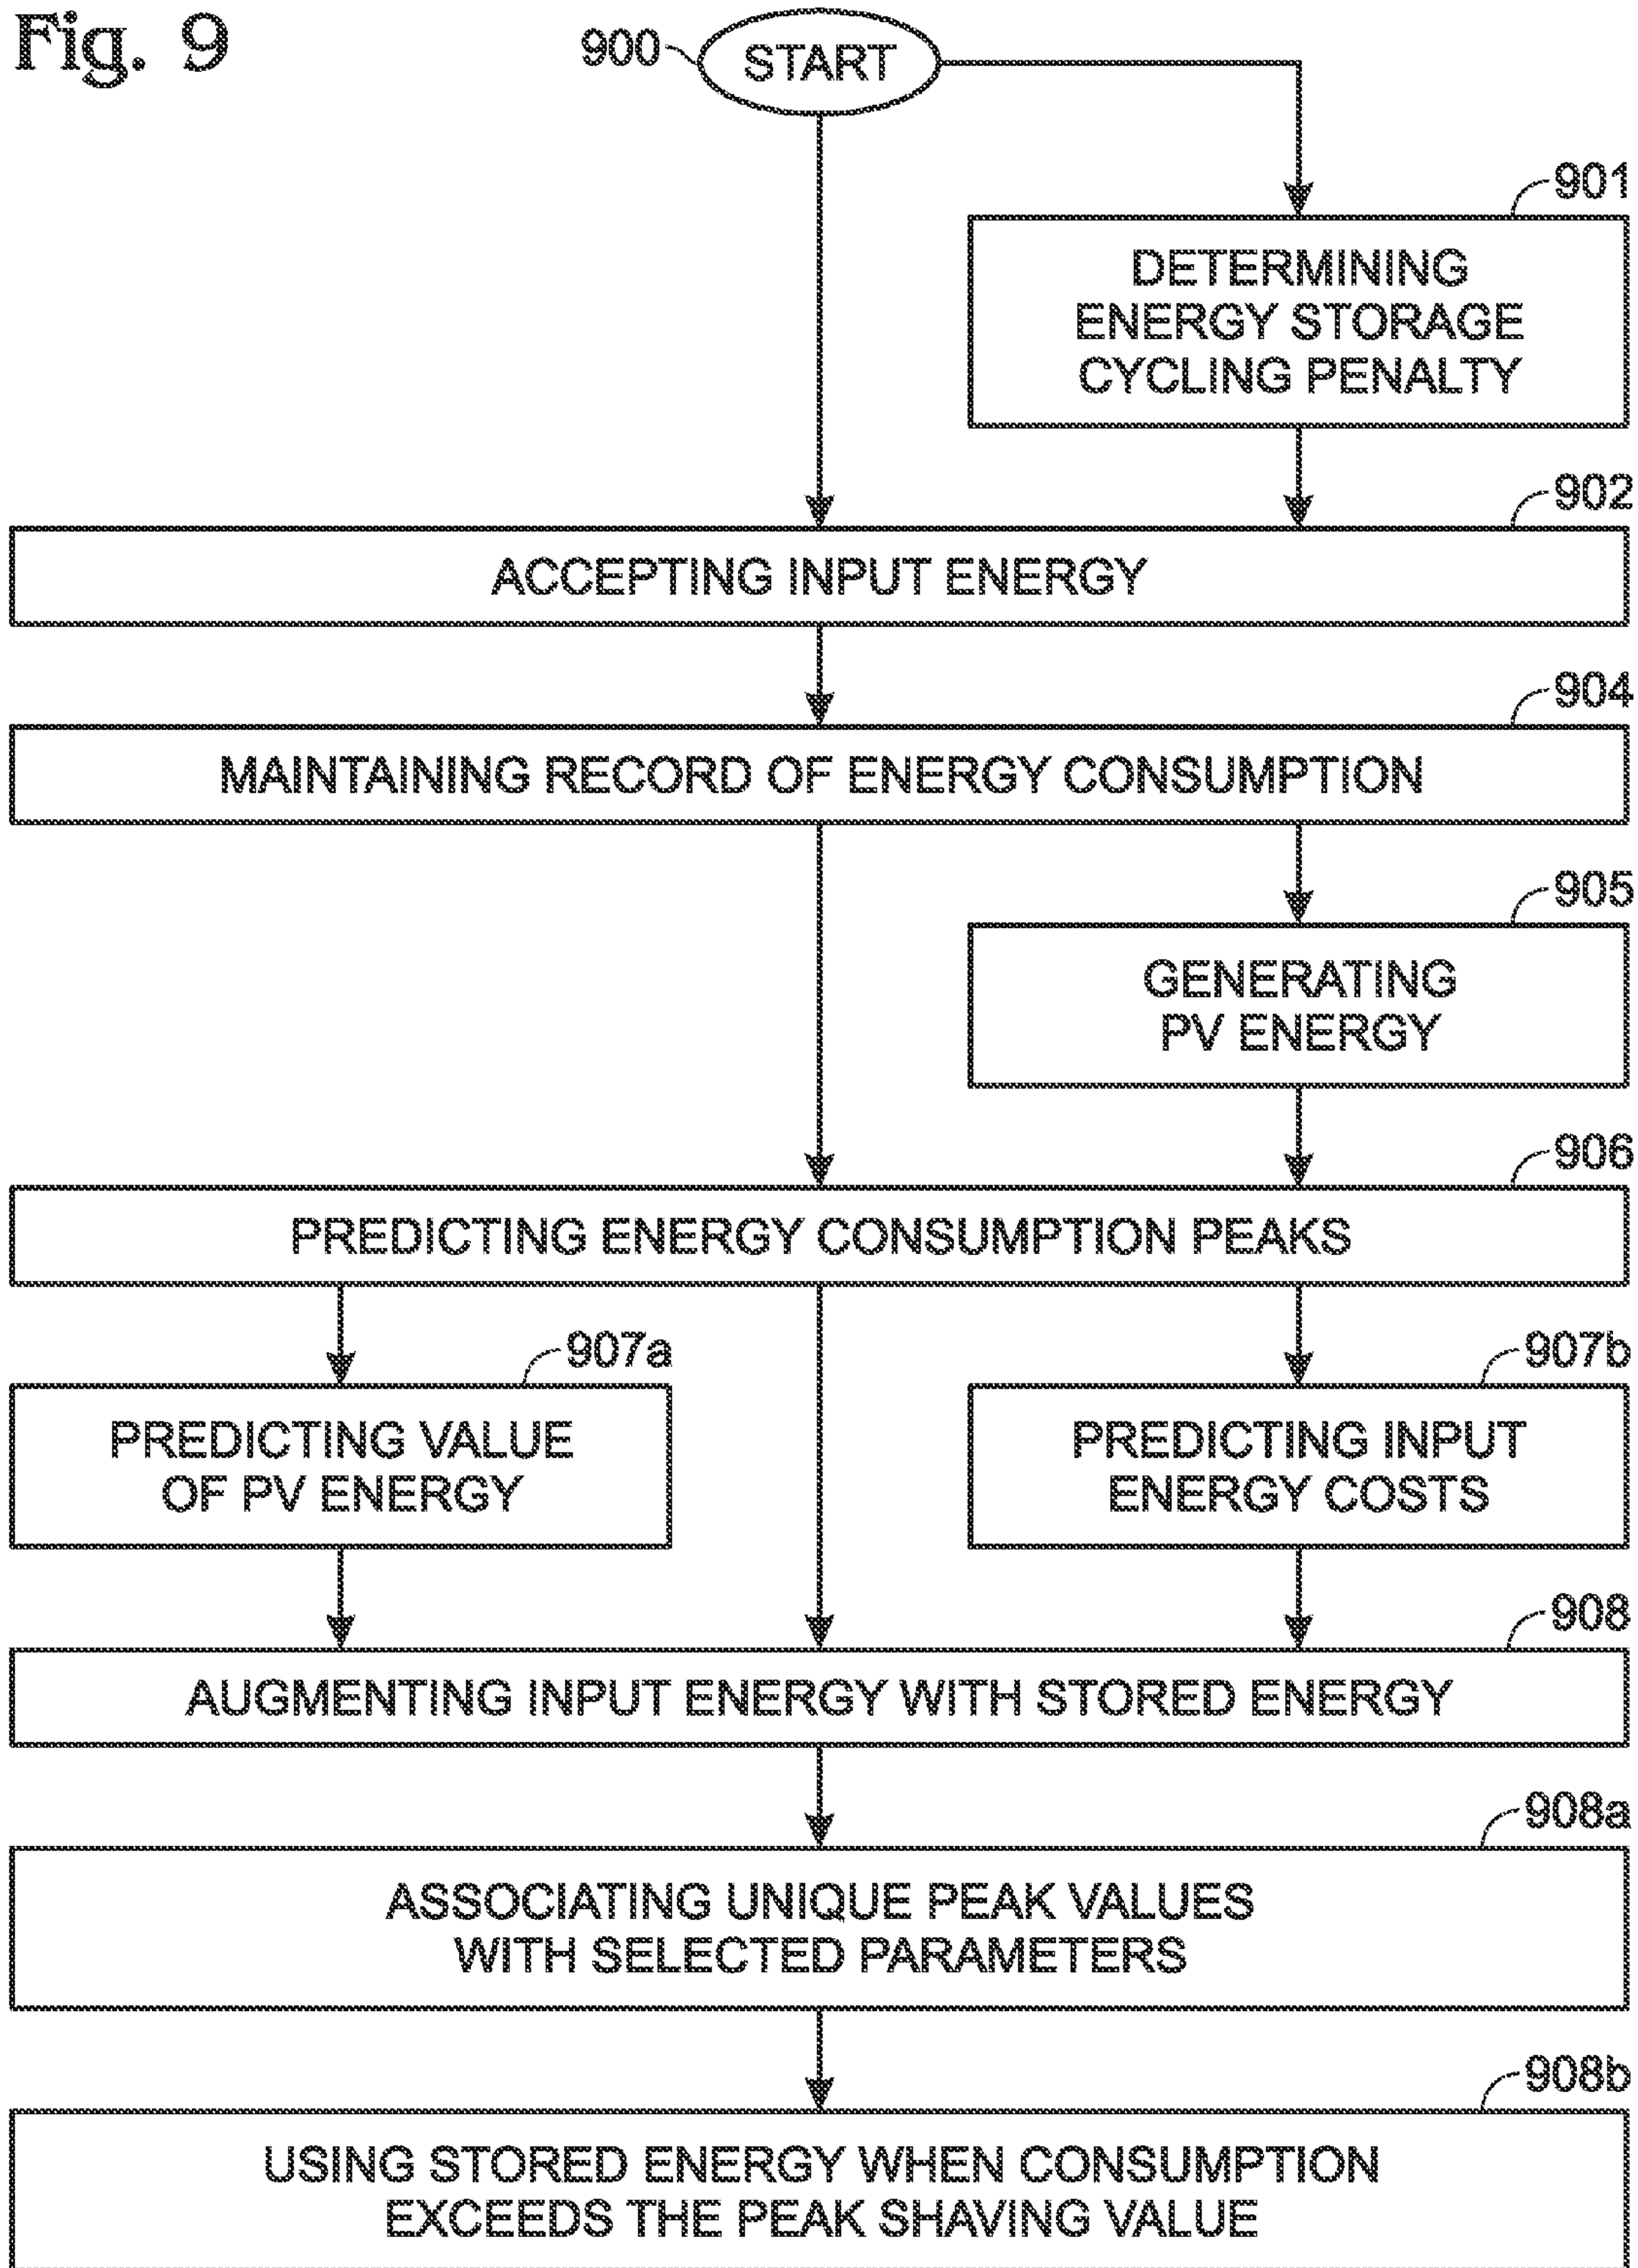 Fig. 9
900
START
901
DETERMINING
ENERGY STORAGE
CYCLING PENALTY
902
ACCEPTING INPUT ENERGY
904
MAINTAINING RECORD OF ENERGY CONSUMPTION
905
GENERATING
PV ENERGY
906
PREDICTING ENERGY CONSUMPTION PEAKS
907a
PREDICTING VALUE
OF PV ENERGY
907b
PREDICTING INPUT
ENERGY COSTS
908
AUGMENTING INPUT ENERGY WITH STORED ENERGY
908a
ASSOCIATING UNIQUE PEAK VALUES
WITH SELECTED PARAMETERS
908b
USING STORED ENERGY WHEN CONSUMPTION
EXCEEDS THE PEAK SHAVING VALUE